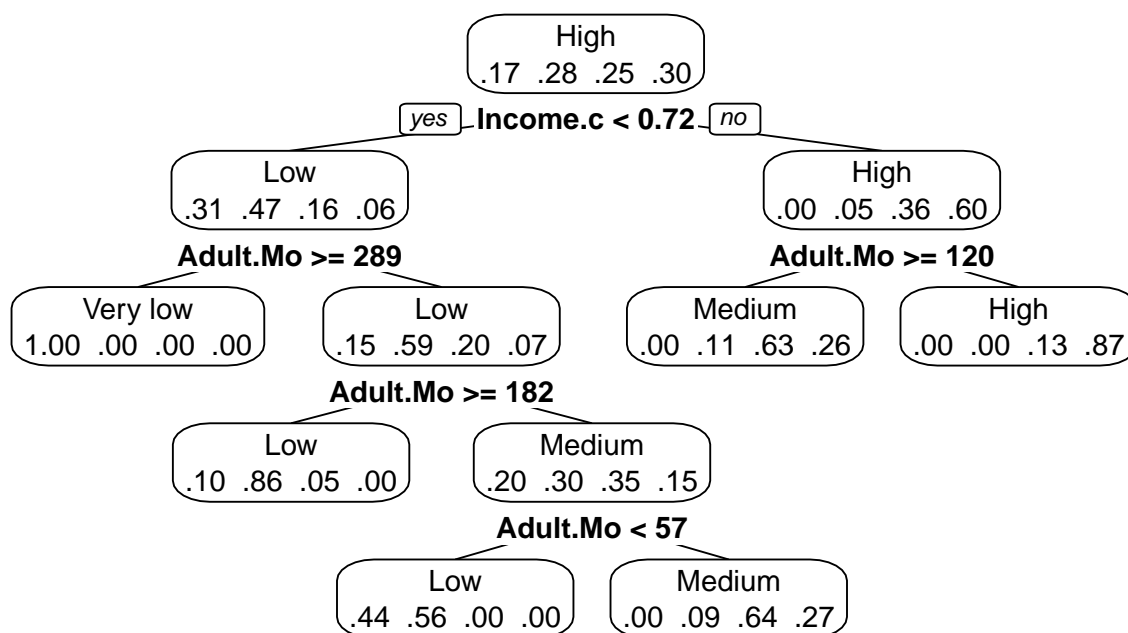 High
.17 .28 .25 .30
yes Income.c < 0.72 no
Low High
.31 .47 .16 .06 .00 .05 .36 .60
Adult.Mo >= 289 Adult.Mo >= 120
Very low Low Medium High
1.00 .00 .00 .00 .15 .59 .20 .07 .00 .11 .63 .26 .00 .00 .13 .87
Adult.Mo >= 182
Low Medium
.10 .86 .05 .00 .20 .30 .35 .15
Adult.Mo < 57
Low Medium
.44 .56 .00 .00 .00 .09 .64 .27